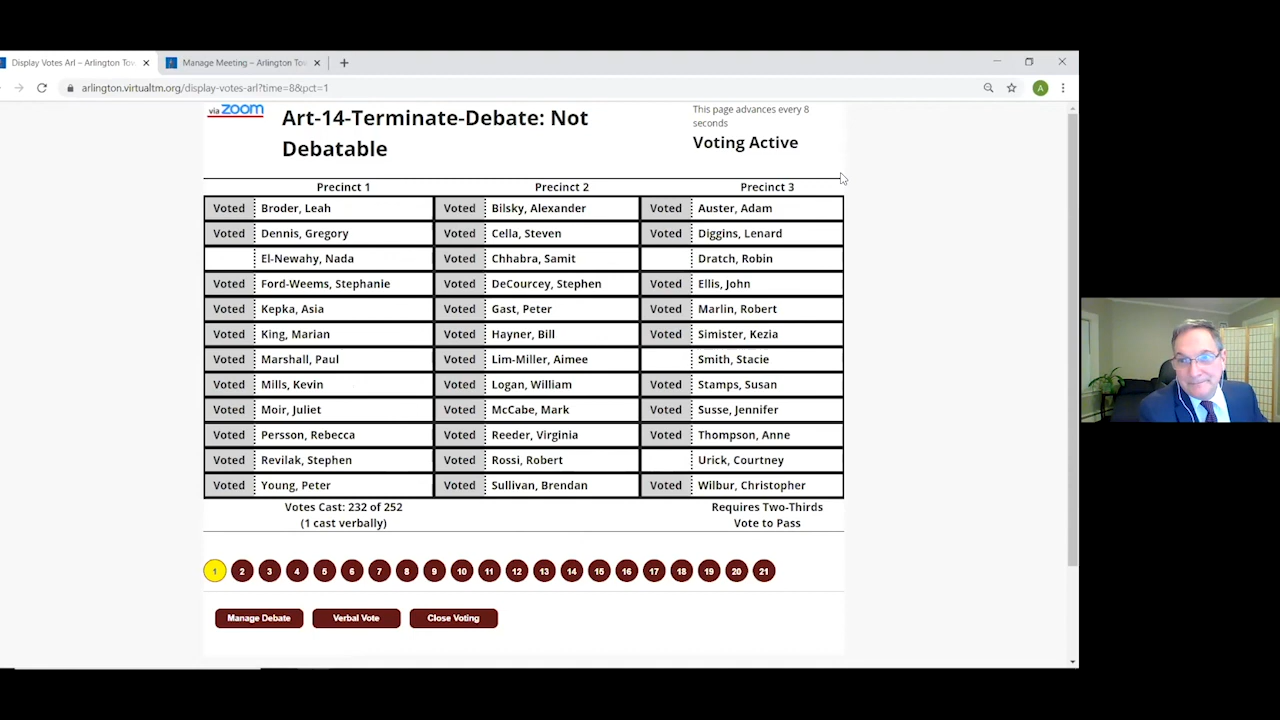 Display Votes Arl – Arlington Tow
Manage Meeting – Arlington Tow
arlington.virtualtm.org/display-votes-arl?time=8&pct=1
A
via zoom
Art-14-Terminate-Debate: Not
Debatable
This page advances every 8
seconds
Voting Active
Precinct 1 Precinct 2 Precinct 3
Voted Broder, Leah Voted Bilsky, Alexander Voted Auster, Adam
Voted Dennis, Gregory Voted Cella, Steven Voted Diggins, Lenard
El-Newahy, Nada Voted Chhabra, Samit Dratch, Robin
Voted Ford-Weems, Stephanie Voted DeCourcey, Stephen Voted Ellis, John
Voted Kepka, Asia Voted Gast, Peter Voted Marlin, Robert
Voted King, Marian Voted Hayner, Bill Voted Simister, Kezia
Voted Marshall, Paul Voted Lim-Miller, Aimee Smith, Stacie
Voted Mills, Kevin Voted Logan, William Voted Stamps, Susan
Voted Moir, Juliet Voted McCabe, Mark Voted Susse, Jennifer
Voted Persson, Rebecca Voted Reeder, Virginia Voted Thompson, Anne
Voted Revilak, Stephen Voted Rossi, Robert Urick, Courtney
Voted Young, Peter Voted Sullivan, Brendan Voted Wilbur, Christopher
Votes Cast: 232 of 252
(1 cast verbally)
Requires Two-Thirds
Vote to Pass
1 2 3 4 5 6 7 8 9 10 11 12 13 14 15 16 17 18 19 20 21
Manage Debate Verbal Vote Close Voting